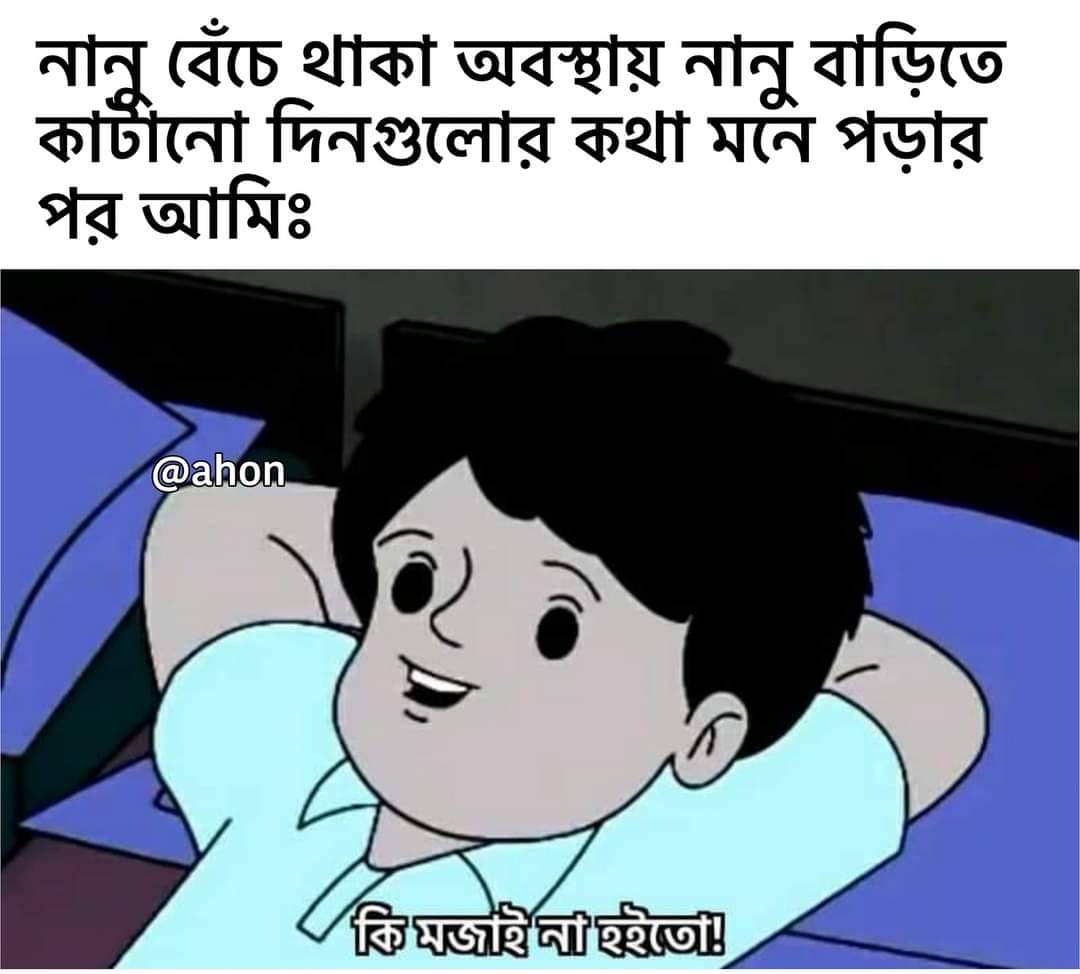 নানু বেঁচে থাকা অবস্থায় নানু বাড়িতে
কাটানো দিনগুলোর কথা মনে পড়ার
পর আমিঃ
@ahon
কি মজাই না হইতো!